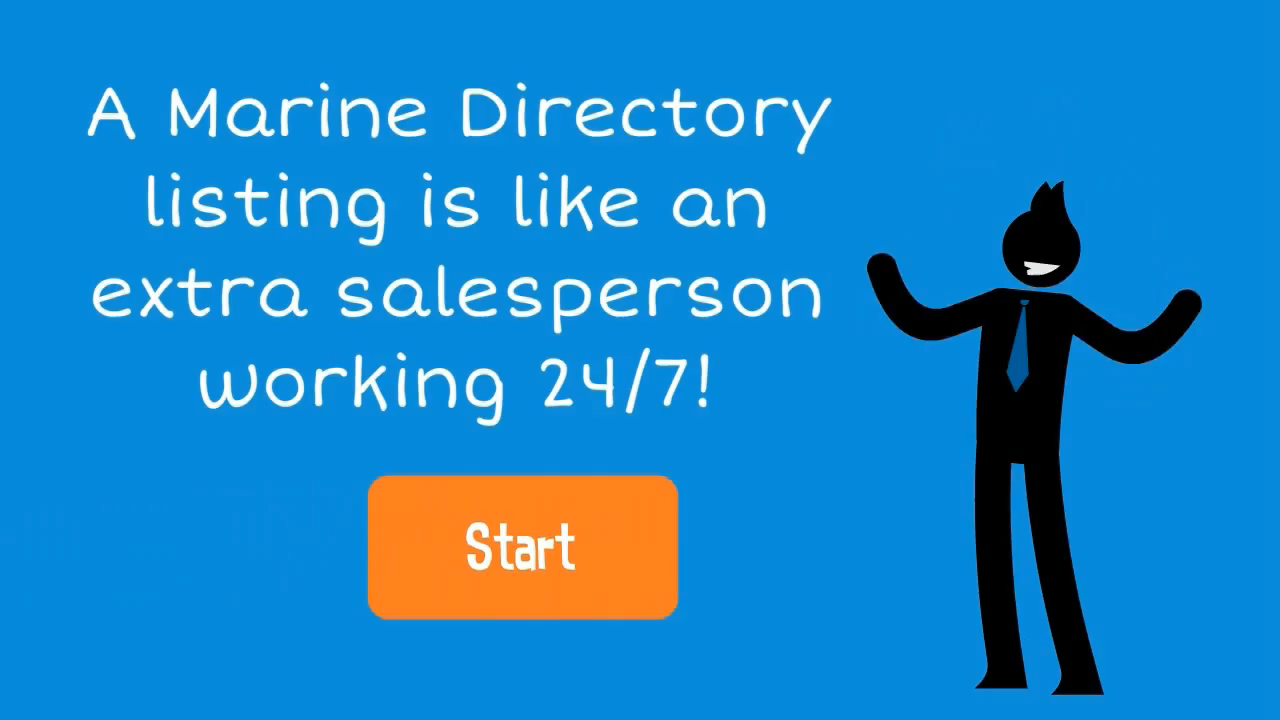 A Marine Directory
listing is like an
extra salesperson
working 24/7!
Start